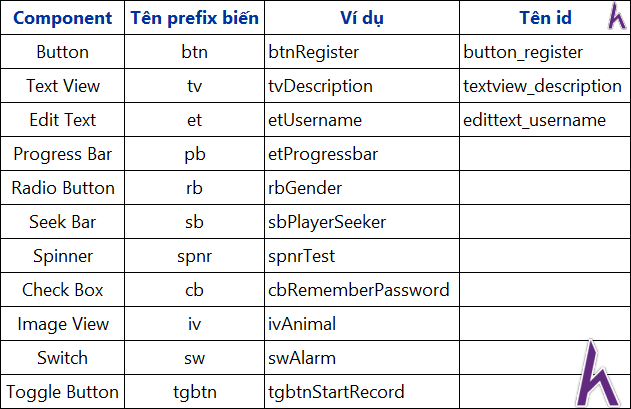 Component Tên prefix biến Ví dụ Tên id
Button btn btnRegister button_register
Text View tv tvDescription textview_description
Edit Text et etUsername edittext_username
Progress Bar pb etProgressbar
Radio Button rb rbGender
Seek Bar sb sbPlayerSeeker
Spinner spnr spnrTest
Check Box cb cbRememberPassword
Image View iv ivAnimal
Switch sw swAlarm
Toggle Button tgbtn tgbtnStartRecord